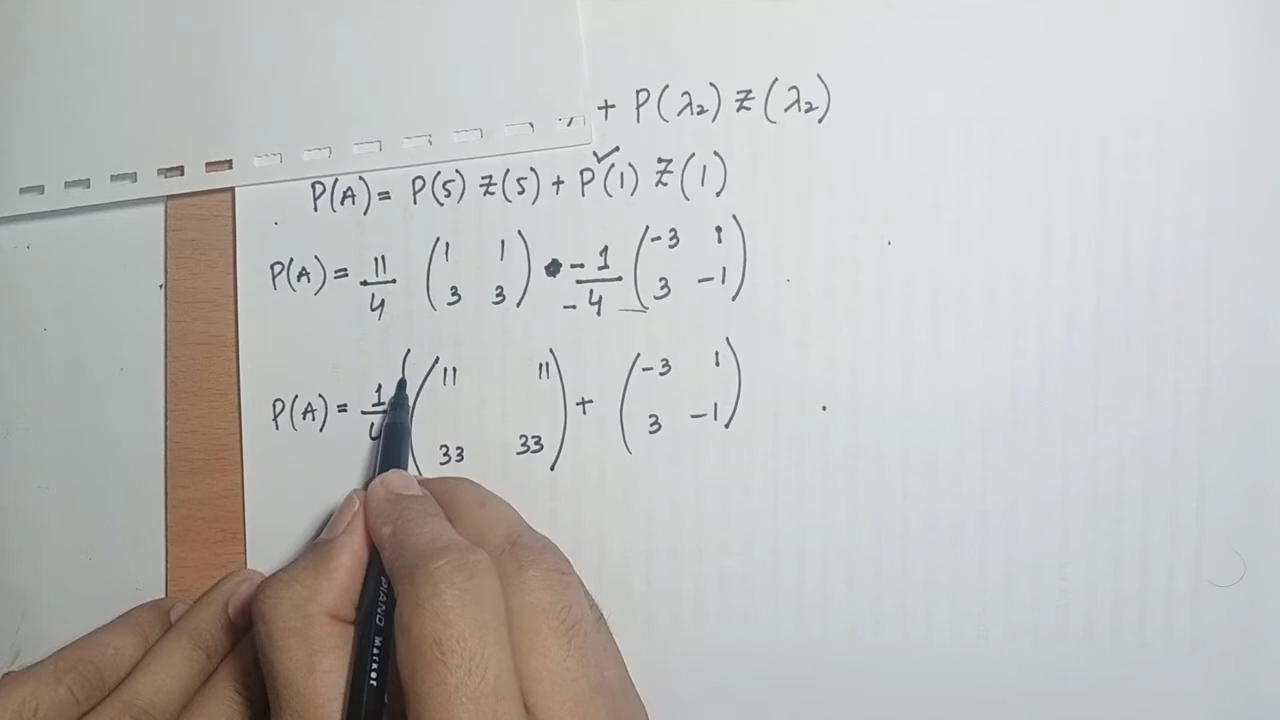 + P(λ₂) Z(λ₂)
P(A) = P(5) Z(5) + P(1) Z(1)
P(A) = 11/4 (1 1; 3 3) • -1/-4 (-3 1; 3 -1)
P(A) = 1/4 ((11 11; 33 33) + (-3 1; 3 -1)
PIANO Marker